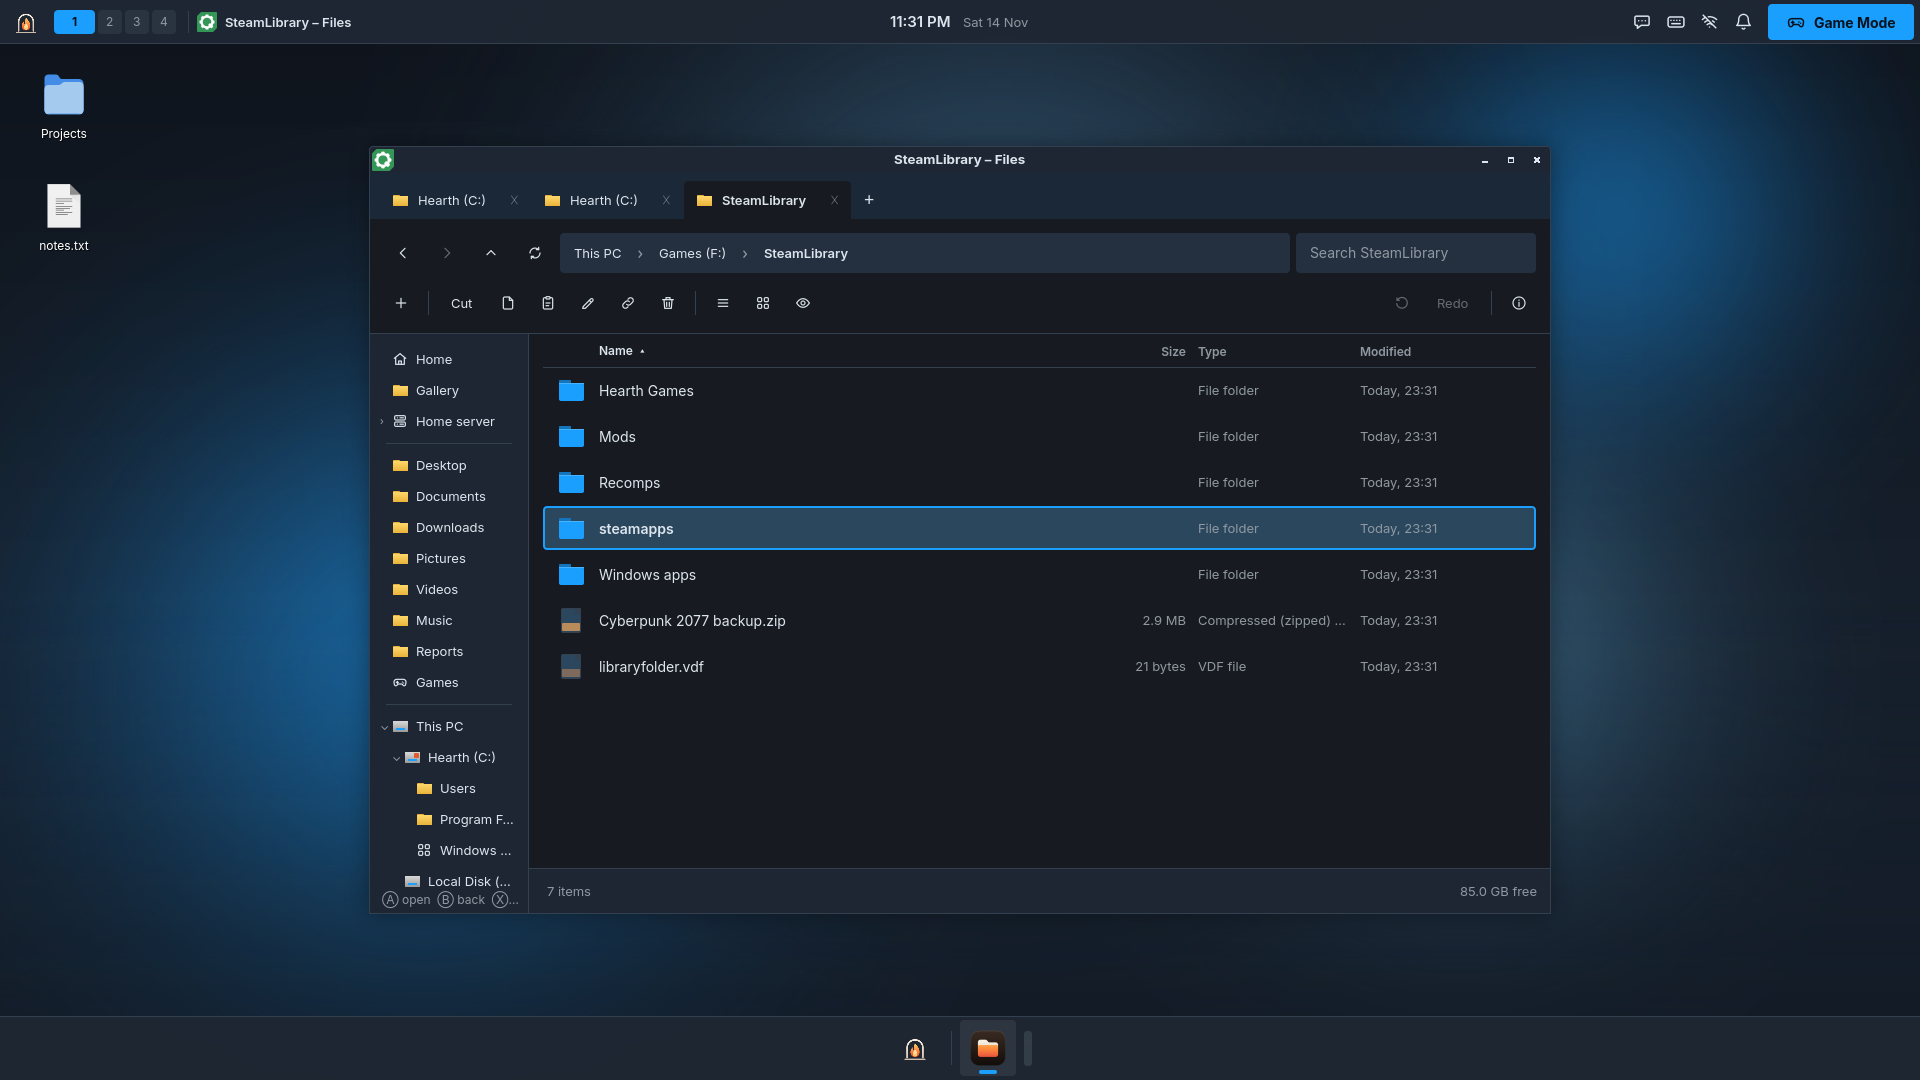 1 2 3 4 SteamLibrary – Files 11:31 PM Sat 14 Nov Game Mode
Projects
notes.txt
SteamLibrary – Files
Hearth (C:) X Hearth (C:) X SteamLibrary X +
This PC › Games (F:) › SteamLibrary Search SteamLibrary
Cut Redo
Home
Gallery
Home server
Desktop
Documents
Downloads
Pictures
Videos
Music
Reports
Games
This PC
Hearth (C:)
Users
Program F...
Windows ...
Local Disk (...
A open B back X...
Name Size Type Modified
Hearth Games File folder Today, 23:31
Mods File folder Today, 23:31
Recomps File folder Today, 23:31
steamapps File folder Today, 23:31
Windows apps File folder Today, 23:31
Cyberpunk 2077 backup.zip 2.9 MB Compressed (zipped) ... Today, 23:31
libraryfolder.vdf 21 bytes VDF file Today, 23:31
7 items 85.0 GB free